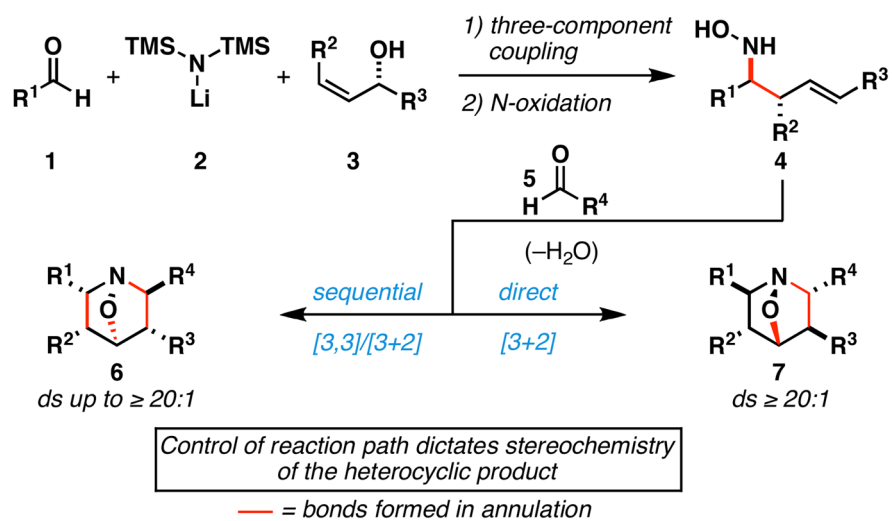 O
R¹ H
1
+
TMS TMS
N
Li
2
+
R² OH
R³
3
1) three-component
coupling
2) N-oxidation
HO NH
R¹ R³
R²
4
O
5
H R⁴
(–H₂O)
sequential
[3,3]/[3+2]
direct
[3+2]
R¹ N R⁴
O
R² R³
6
ds up to ≥ 20:1
R¹ N R⁴
O
R² R³
7
ds ≥ 20:1
Control of reaction path dictates stereochemistry
of the heterocyclic product
= bonds formed in annulation